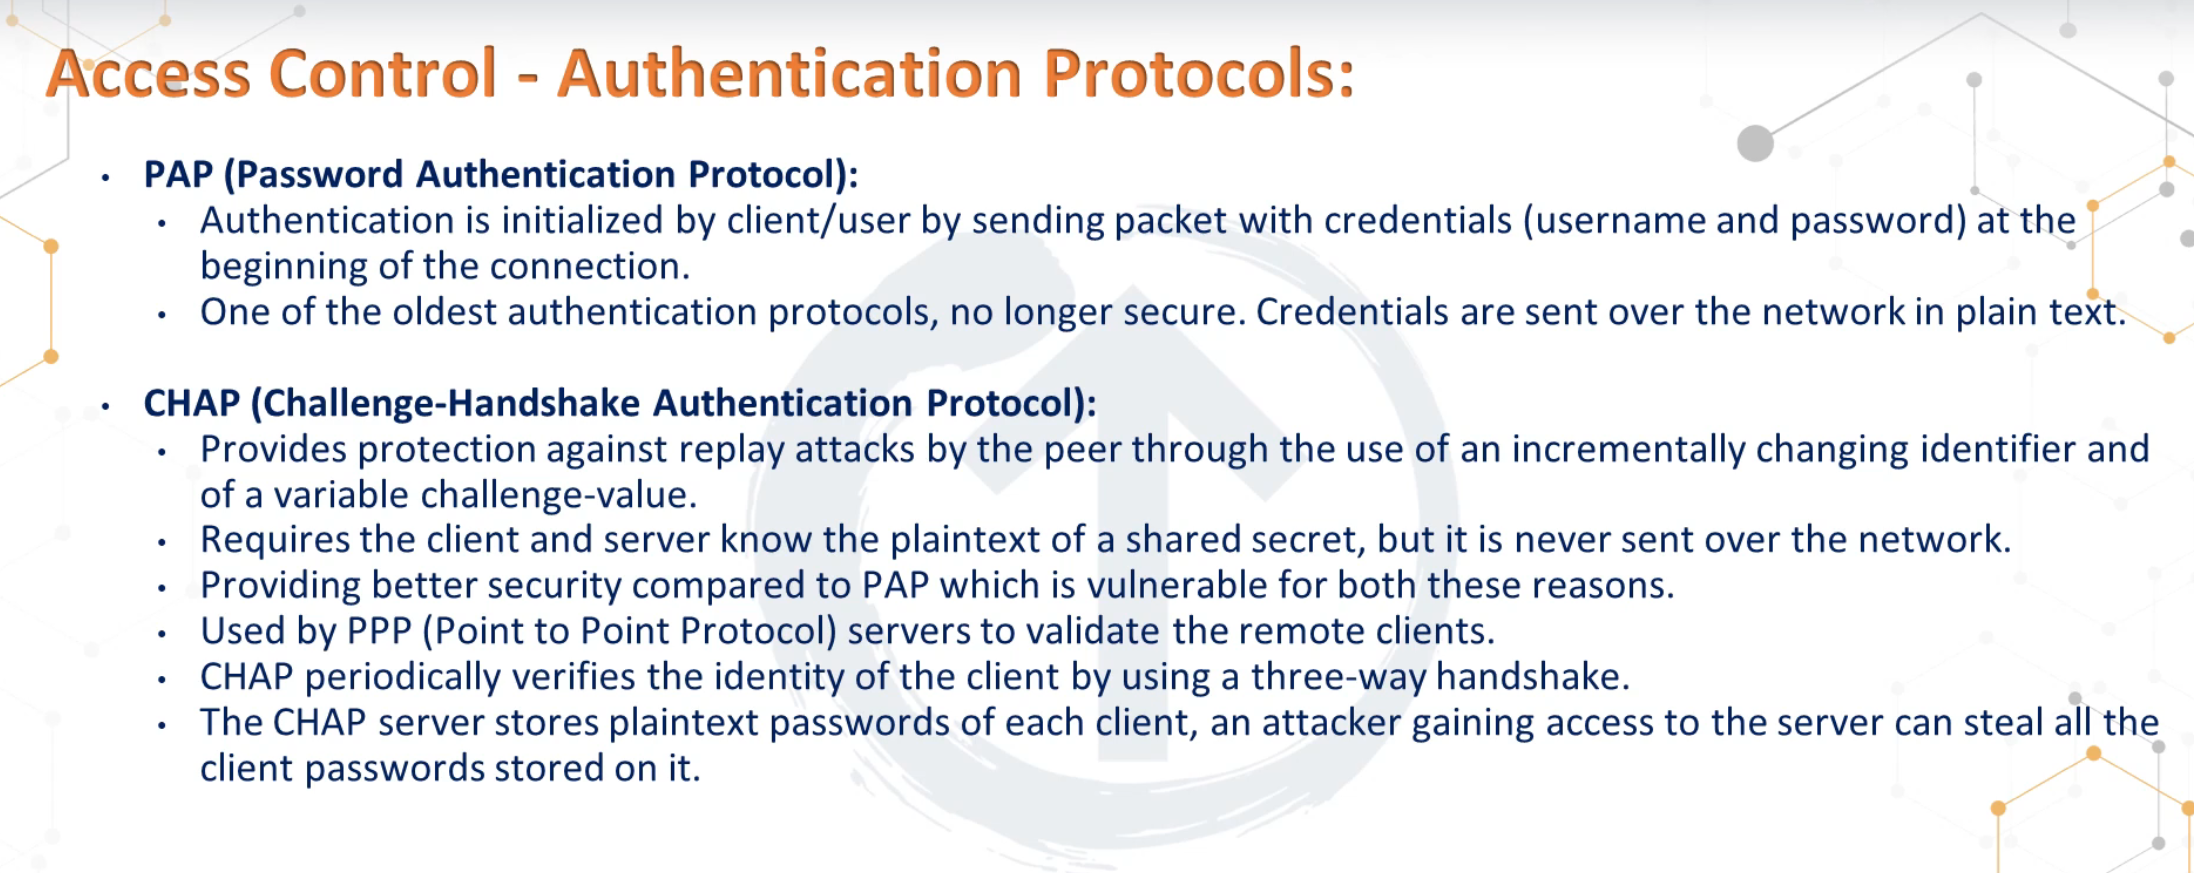 Access Control - Authentication Protocols:
• PAP (Password Authentication Protocol):
• Authentication is initialized by client/user by sending packet with credentials (username and password) at the
beginning of the connection.
• One of the oldest authentication protocols, no longer secure. Credentials are sent over the network in plain text.
• CHAP (Challenge-Handshake Authentication Protocol):
• Provides protection against replay attacks by the peer through the use of an incrementally changing identifier and
of a variable challenge-value.
• Requires the client and server know the plaintext of a shared secret, but it is never sent over the network.
• Providing better security compared to PAP which is vulnerable for both these reasons.
• Used by PPP (Point to Point Protocol) servers to validate the remote clients.
• CHAP periodically verifies the identity of the client by using a three-way handshake.
• The CHAP server stores plaintext passwords of each client, an attacker gaining access to the server can steal all the
client passwords stored on it.